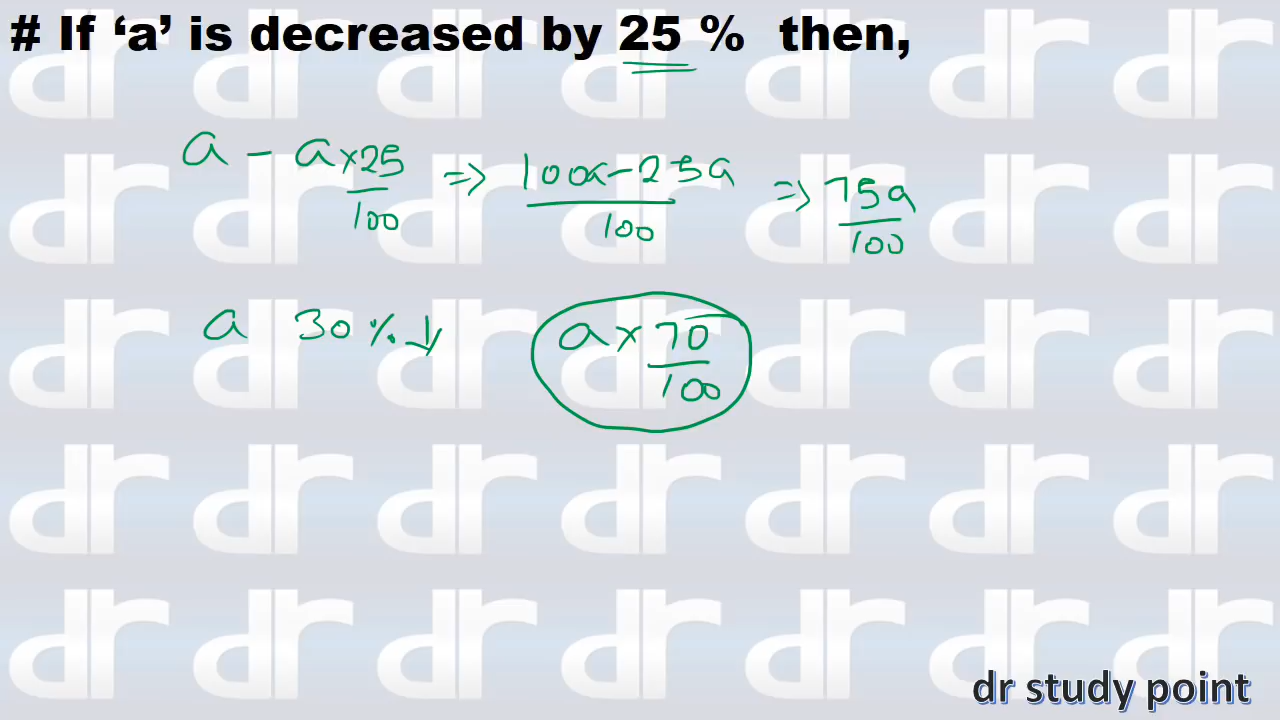 # If ‘a’ is decreased by 25 % then,
a - a×25/100 ⇒ 100a-25a/100 ⇒ 75a/100
a 30%↓ a×70/100
dr study point